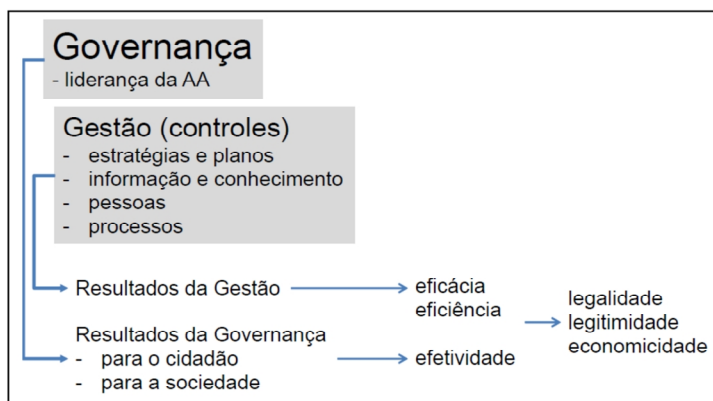 Governança
- liderança da AA
Gestão (controles)
- estratégias e planos
- informação e conhecimento
- pessoas
- processos
Resultados da Gestão
eficácia
eficiência
legalidade
legitimidade
economicidade
Resultados da Governança
- para o cidadão
- para a sociedade
efetividade